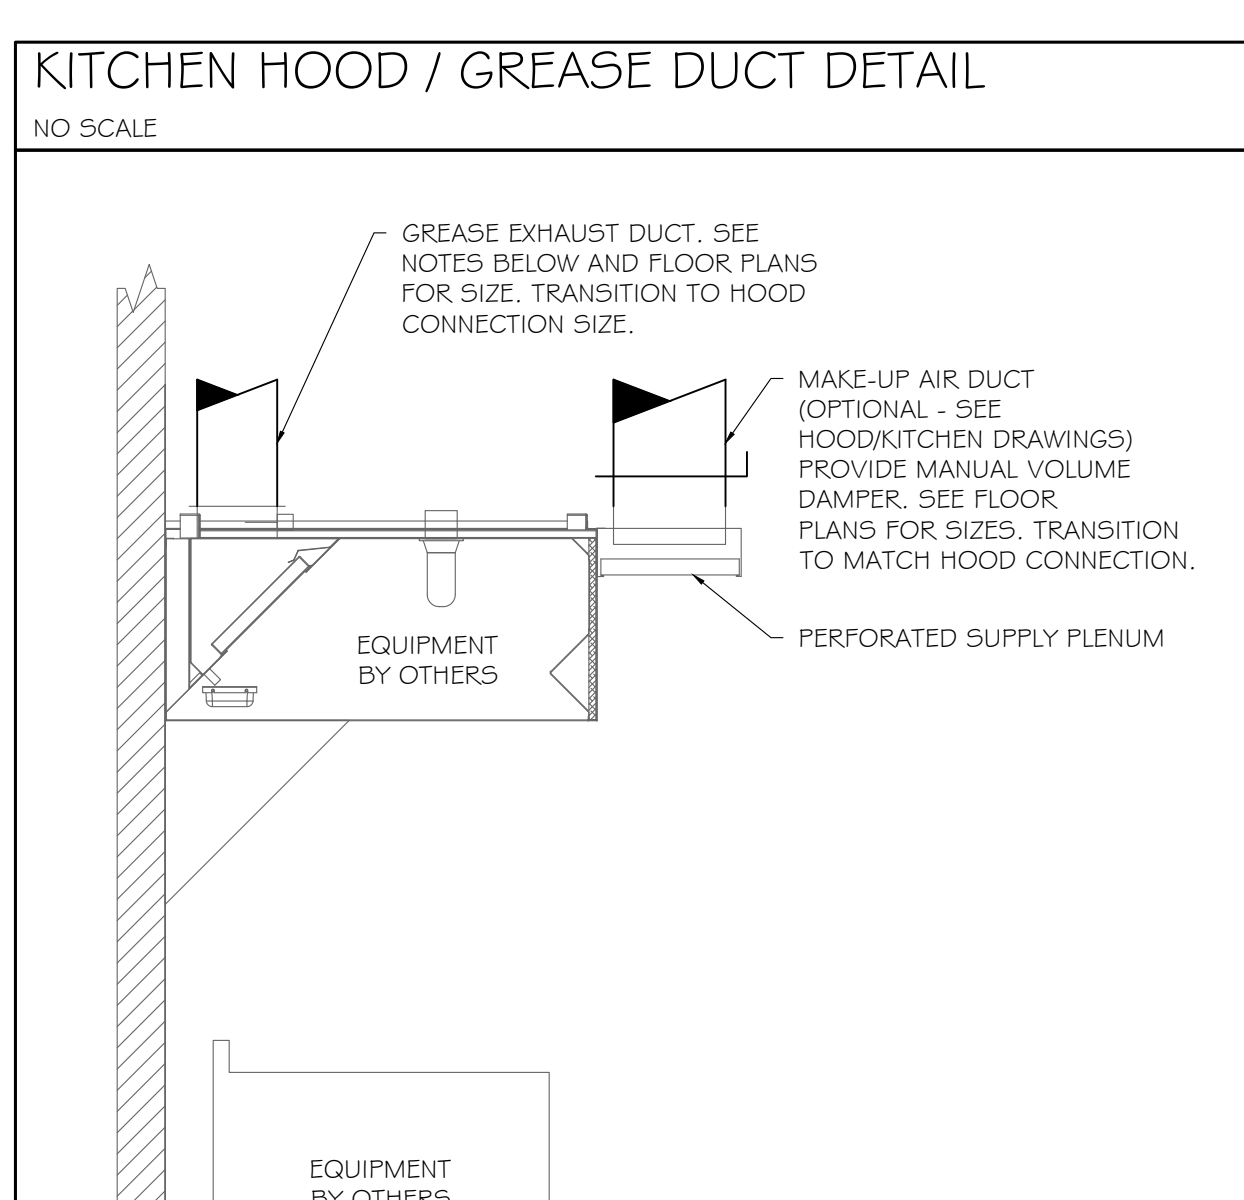 KITCHEN HOOD / GREASE DUCT DETAIL
NO SCALE
GREASE EXHAUST DUCT. SEE
NOTES BELOW AND FLOOR PLANS
FOR SIZE. TRANSITION TO HOOD
CONNECTION SIZE.
MAKE-UP AIR DUCT
(OPTIONAL - SEE
HOOD/KITCHEN DRAWINGS)
PROVIDE MANUAL VOLUME
DAMPER. SEE FLOOR
PLANS FOR SIZES. TRANSITION
TO MATCH HOOD CONNECTION.
PERFORATED SUPPLY PLENUM
EQUIPMENT
BY OTHERS
EQUIPMENT
BY OTHERS